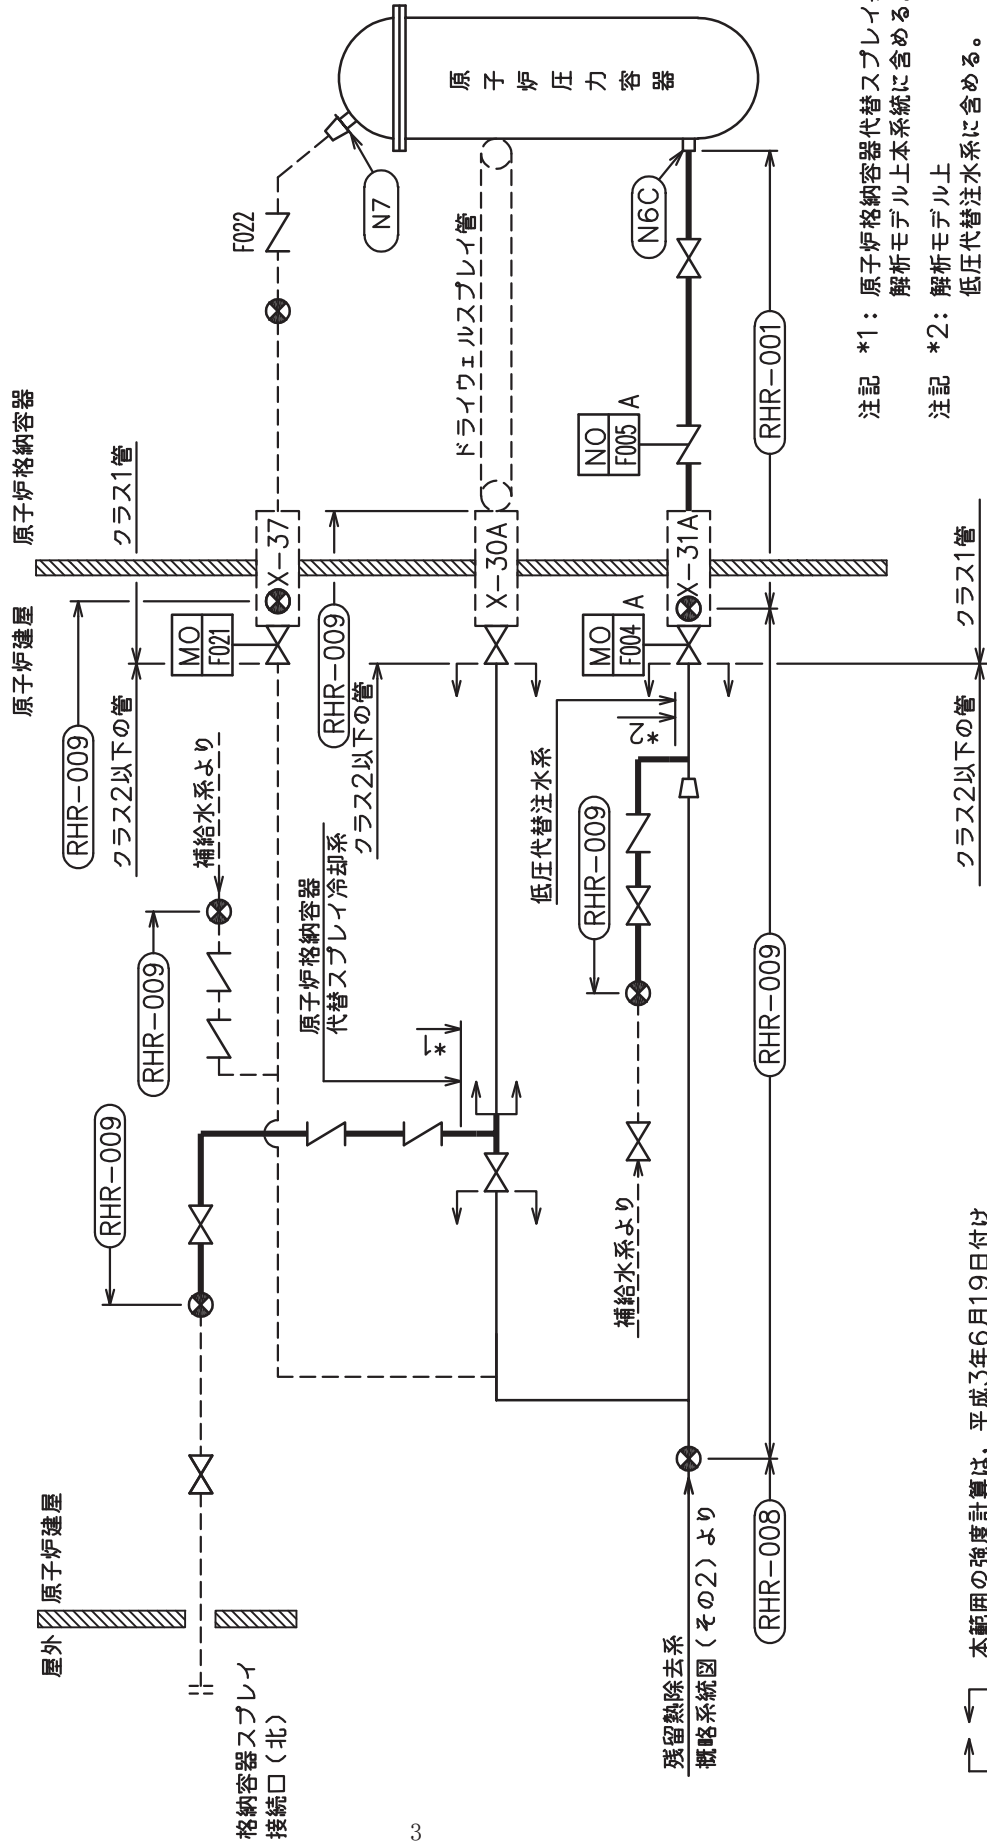 格納容器スプレイ
接続口(北)
屋外
原子炉建屋
RHR-009
RHR-009
補給水系より
RHR-009
原子炉建屋
原子炉格納容器
クラス2以下の管
クラス1管
MO
F021
X-37
F022
N7
原子炉格納容器
代替スプレイ冷却系
*1
RHR-009
クラス2以下の管
X-30A
ドライウェルスプレイ管
原子炉圧力容器
補給水系より
RHR-009
低圧代替注水系
*2
MO
F004
A
X-31A
NO
F005
A
N6C
残留熱除去系
概略系統図(その2)より
RHR-008
RHR-009
RHR-001
クラス2以下の管
クラス1管
注記 *1:原子炉格納容器代替スプレイ
解析モデル上本系統に含める。
注記 *2:解析モデル上
低圧代替注水系に含める。
本範囲の強度計算は、平成3年6月19日付け
3